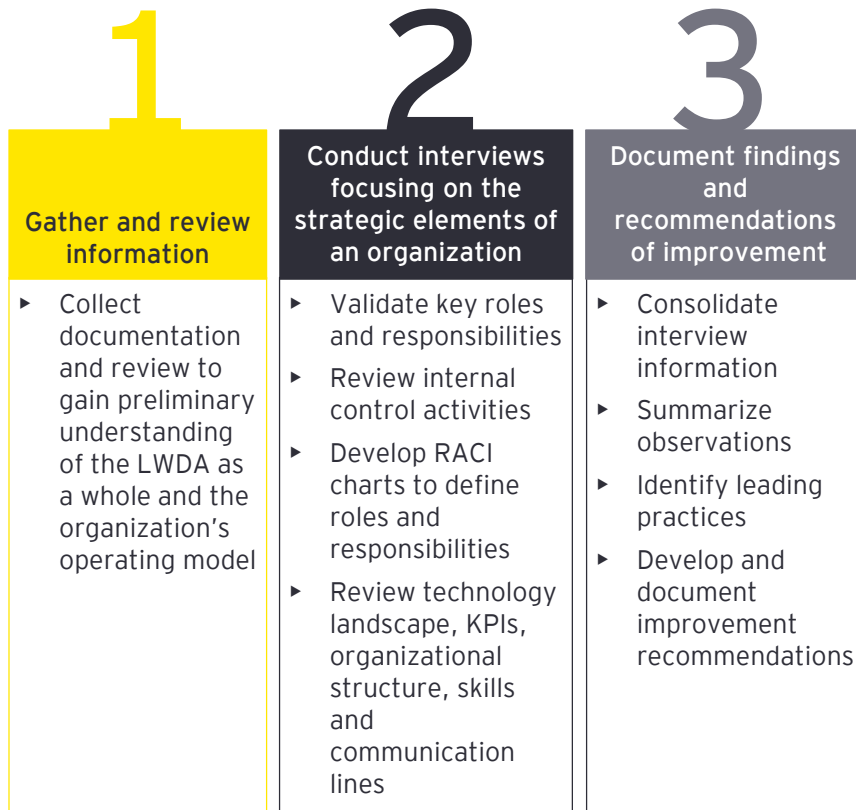 1
Gather and review
information
► Collect
documentation
and review to
gain preliminary
understanding
of the LWDA as
a whole and the
organization's
operating model
2
Conduct interviews
focusing on the
strategic elements of
an organization
► Validate key roles
and responsibilities
► Review internal
control activities
► Develop RACI
charts to define
roles and
responsibilities
► Review technology
landscape, KPIs,
organizational
structure, skills
and
communication
lines
3
Document findings
and
recommendations
of improvement
► Consolidate
interview
information
► Summarize
observations
► Identify leading
practices
► Develop and
document
improvement
recommendations